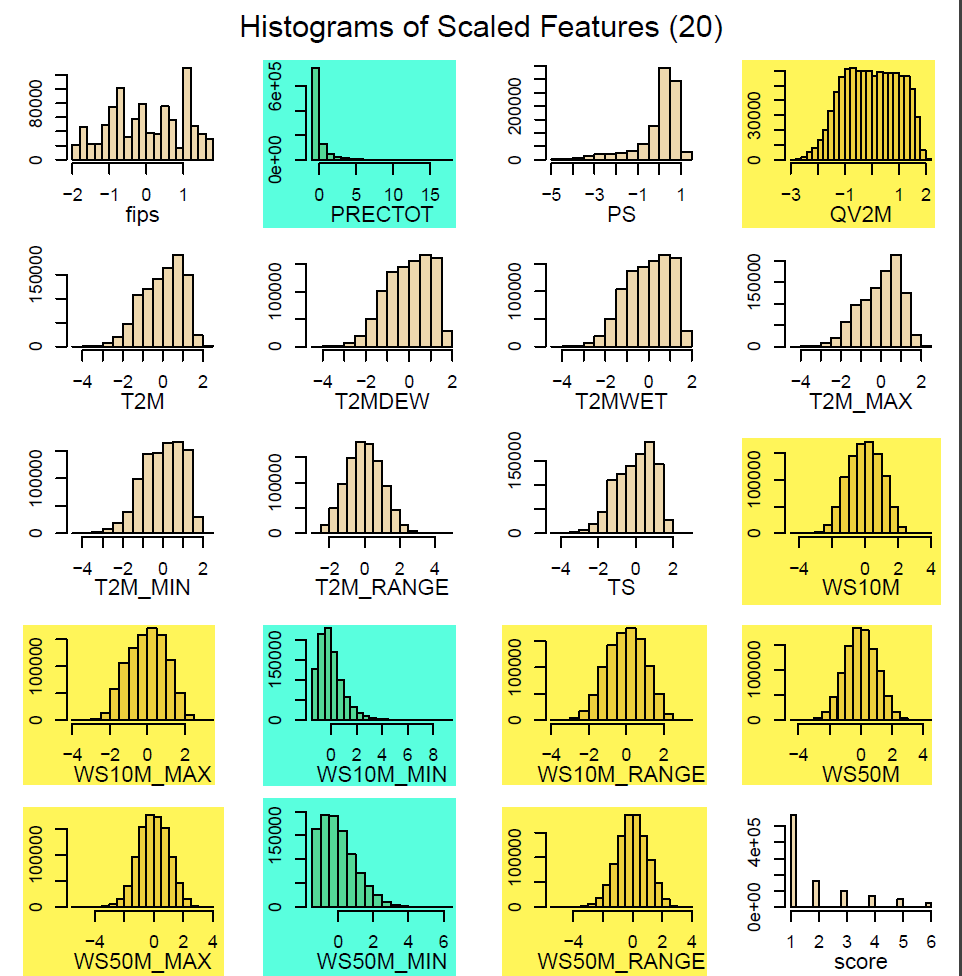 Histograms of Scaled Features (20)
80000
0
−2 −1 0 1
fips
6e+05
0e+00
0 5 10 15
PRECTOT
200000
0
−5 −3 −1 1
PS
30000
0
−3 −1 1 2
QV2M
150000
0
−4 −2 0 2
T2M
100000
0
−4 −2 0 2
T2MDEW
100000
0
−4 −2 0 2
T2MWET
150000
0
−4 −2 0 2
T2M_MAX
100000
0
−4 −2 0 2
T2M_MIN
100000
0
−2 0 2 4
T2M_RANGE
150000
0
−4 −2 0 2
TS
100000
0
−4 0 2 4
WS10M
100000
0
−4 −2 0 2
WS10M_MAX
150000
0
0 2 4 6 8
WS10M_MIN
100000
0
−4 −2 0 2
WS10M_RANGE
100000
0
−4 0 2 4
WS50M
100000
0
−4 0 2 4
WS50M_MAX
150000
0
0 2 4 6
WS50M_MIN
100000
0
−4 0 2 4
WS50M_RANGE
4e+05
0e+00
1 2 3 4 5 6
score